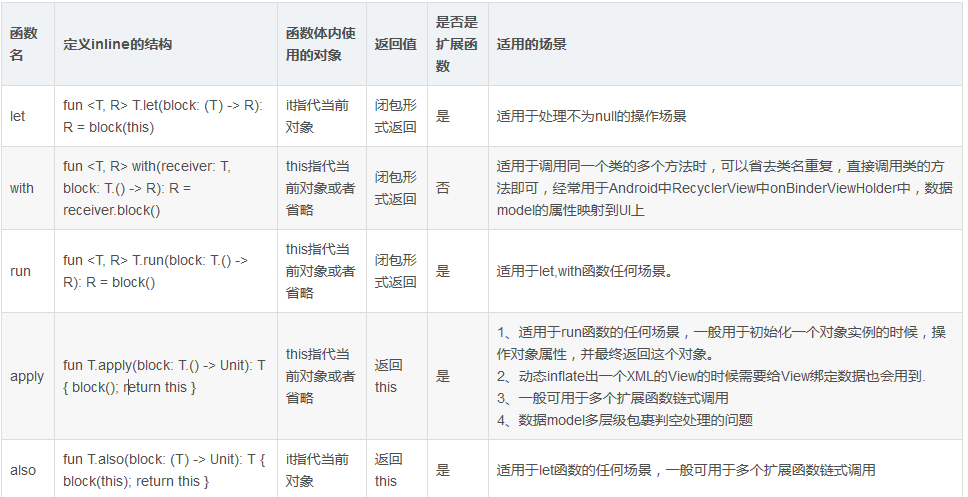 函数名
定义inline的结构
函数体内使用的对象
返回值
是否是扩展函数
适用的场景
let
fun <T, R> T.let(block: (T) -> R):
R = block(this)
it指代当前
对象
闭包形
式返回
是
适用于处理不为null的操作场景
with
fun <T, R> with(receiver: T,
block: T.() -> R): R =
receiver.block()
this指代当
前对象或者
省略
闭包形
式返回
否
适用于调用同一个类的多个方法时，可以省去类名重复，直接调用类的方
法即可，经常用于Android中RecyclerView中onBinderViewHolder中，数据
model的属性映射到UI上
run
fun <T, R> T.run(block: T.() ->
R): R = block()
this指代当
前对象或者
省略
闭包形
式返回
是
适用于let,with函数任何场景。
apply
fun T.apply(block: T.() -> Unit): T
{ block(); return this }
this指代当
前对象或者
省略
返回
this
是
1、适用于run函数的任何场景，一般用于初始化一个对象实例的时候，操
作对象属性，并最终返回这个对象。
2、动态inflate出一个XML的View的时候需要给View绑定数据也会用到.
3、一般可用于多个扩展函数链式调用
4、数据model多层级包裹判空处理的问题
also
fun T.also(block: (T) -> Unit): T {
block(this); return this }
it指代当前
对象
返回
this
是
适用于let函数的任何场景，一般可用于多个扩展函数链式调用